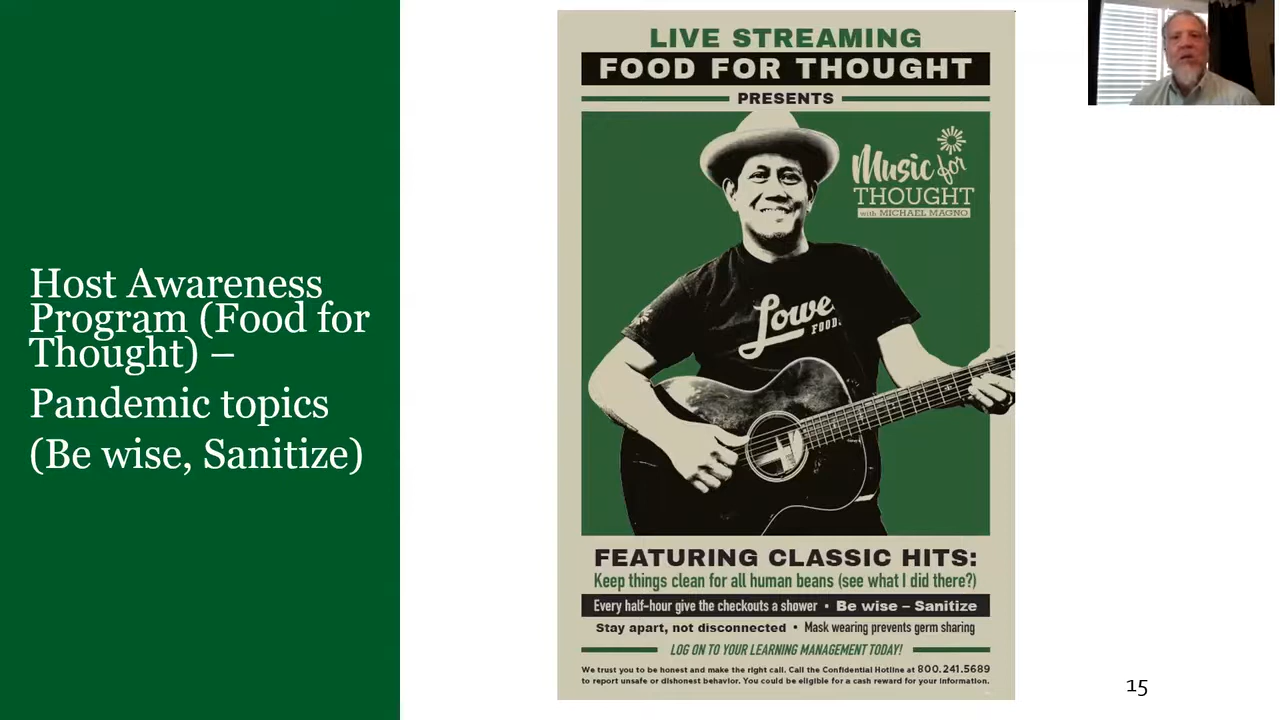 Host Awareness
Program (Food for
Thought) –
Pandemic topics
(Be wise, Sanitize)
LIVE STREAMING
FOOD FOR THOUGHT
PRESENTS
Music for
THOUGHT
with MICHAEL MAGNO
Lowe
FOODS
FEATURING CLASSIC HITS:
Keep things clean for all human beans (see what I did there?)
Every half-hour give the checkouts a shower • Be wise – Sanitize
Stay apart, not disconnected • Mask wearing prevents germ sharing
LOG ON TO YOUR LEARNING MANAGEMENT TODAY!
We trust you to be honest and make the right call. Call the Confidential Hotline at 800.241.5689
to report unsafe or dishonest behavior. You could be eligible for a cash reward for your information.
15